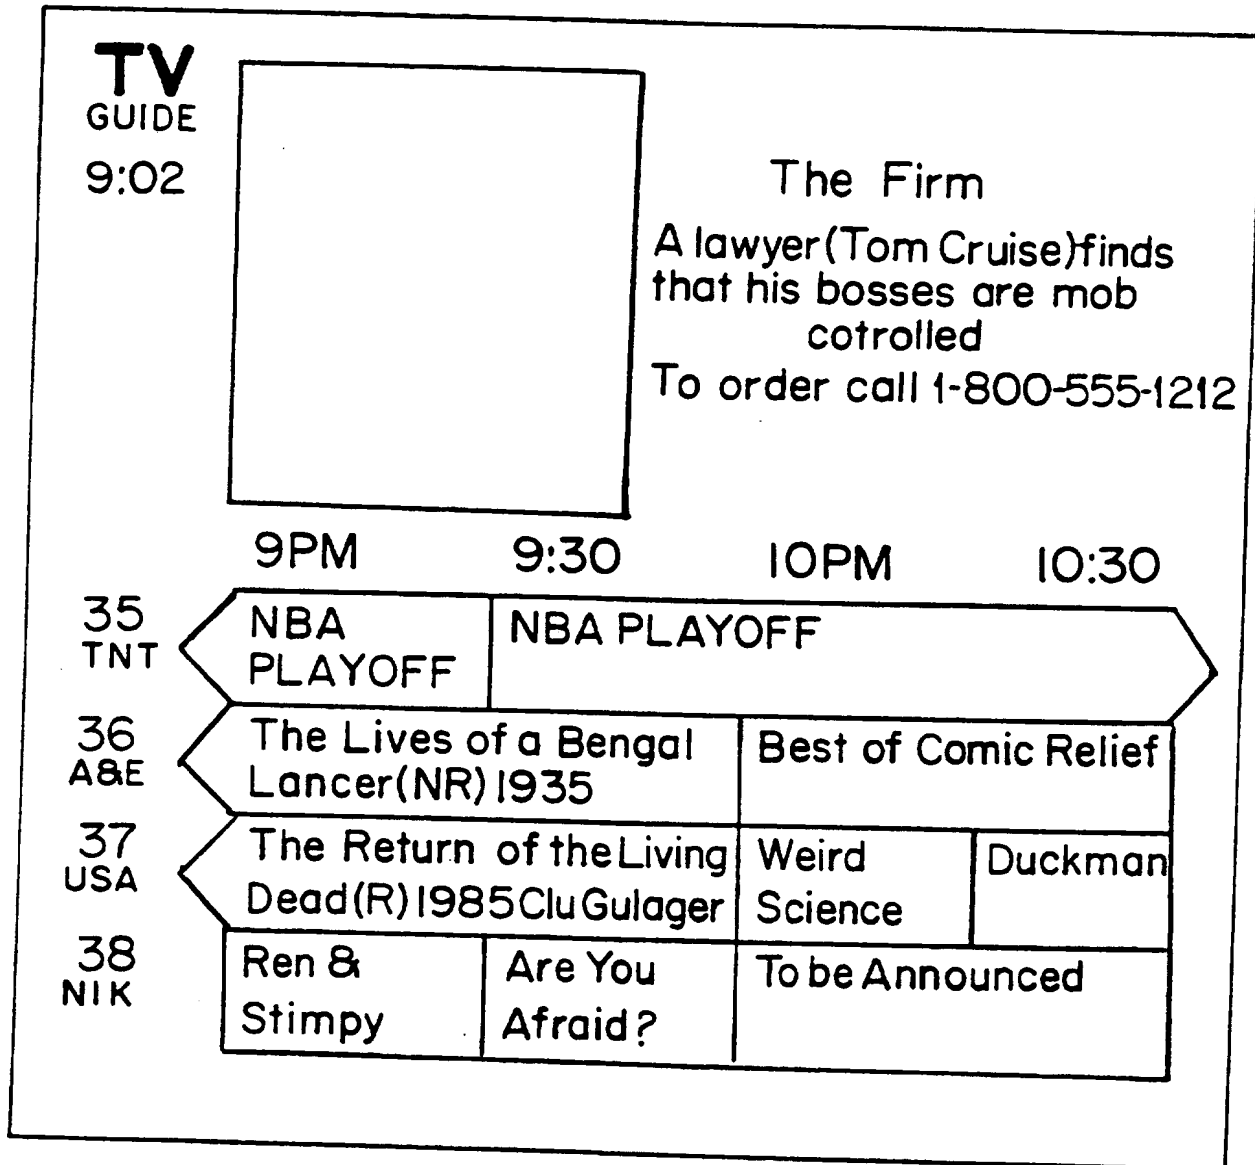 TV
GUIDE
9:02
The Firm
A lawyer(Tom Cruise)finds
that his bosses are mob
cotrolled
To order call 1-800-555-1212
9PM 9:30 10PM 10:30
35
TNT
NBA
PLAYOFF
NBA PLAYOFF
36
A&E
The Lives of a Bengal
Lancer(NR) 1935
Best of Comic Relief
37
USA
The Return of the Living
Dead(R) 1985 Clu Gulager
Weird
Science
Duckman
38
NIK
Ren &
Stimpy
Are You
Afraid?
To be Announced